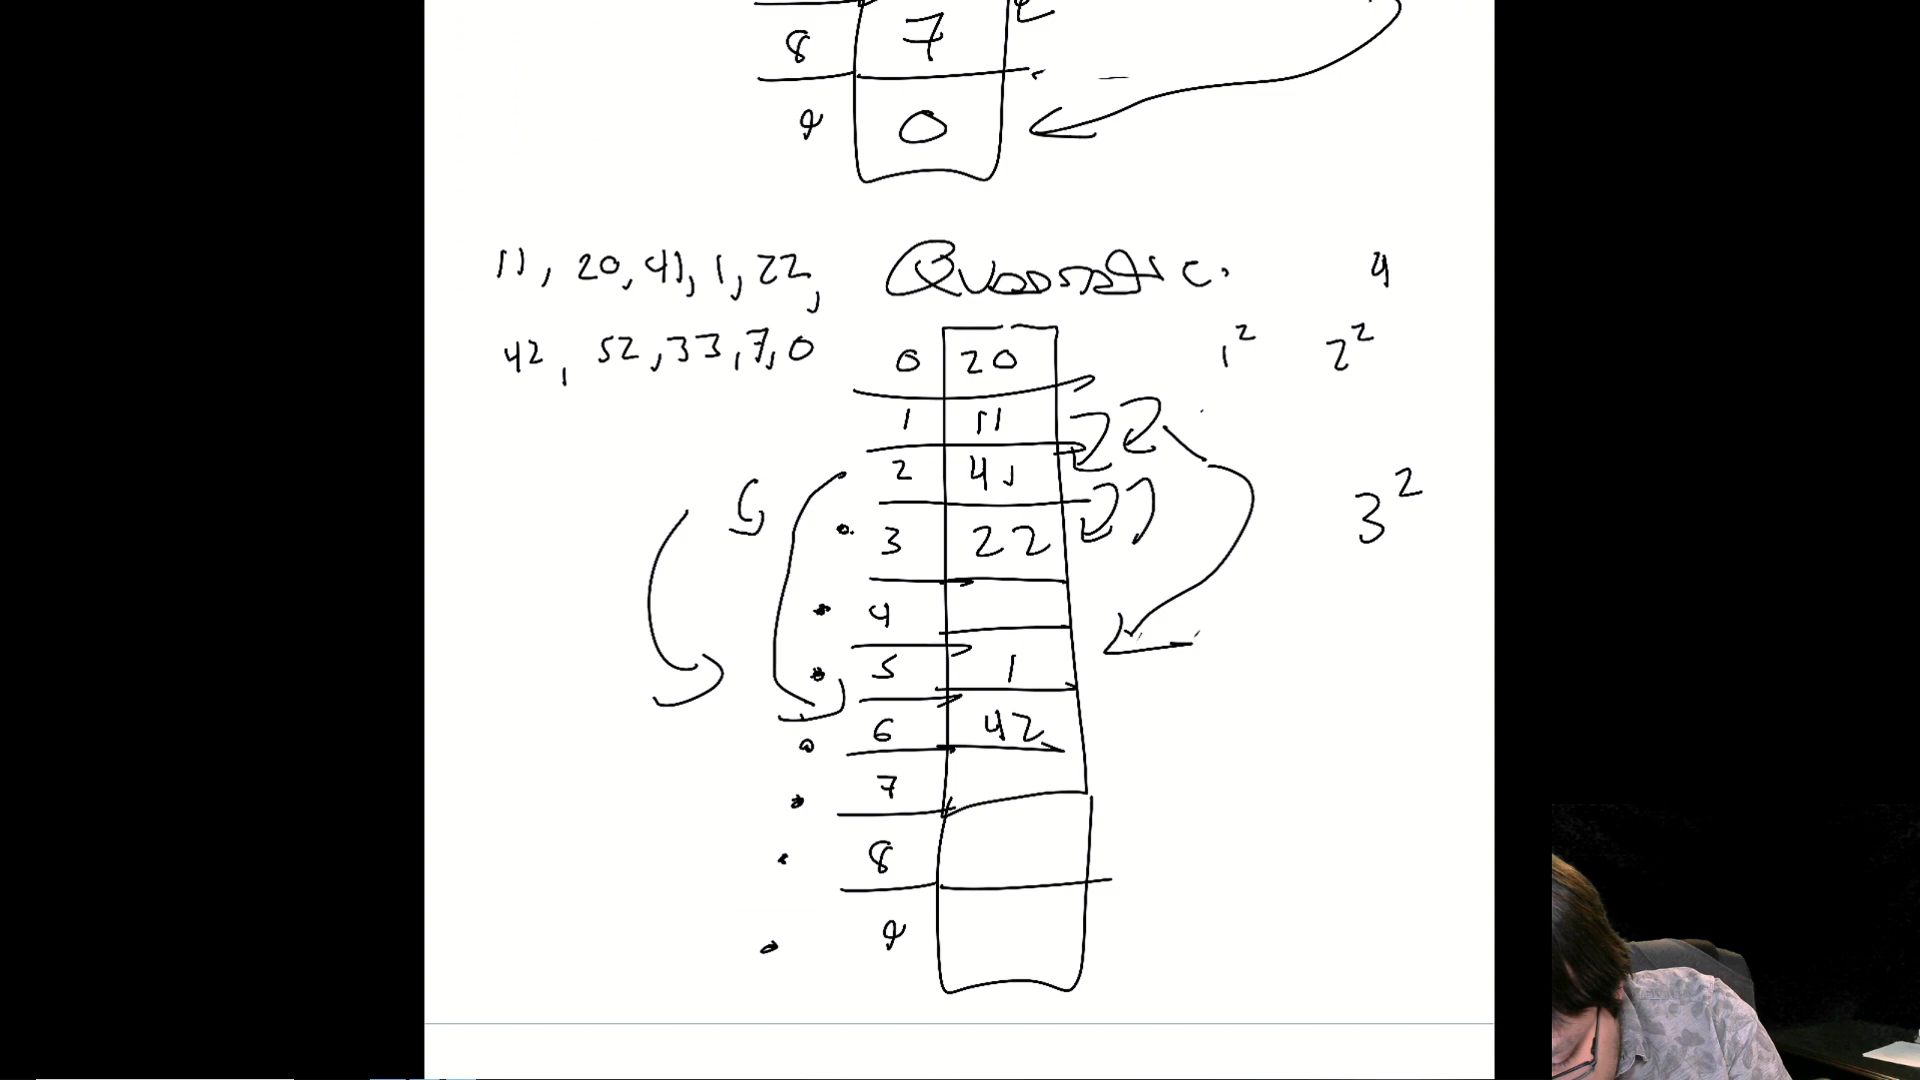 8 7
9 0
11, 20, 41, 1, 22, Quadratic. 4
42, 52, 33, 7, 0
1² 2²
0 20
1 11 22
2 41
3 22 3²
4
5 1
6 42
7
8
9